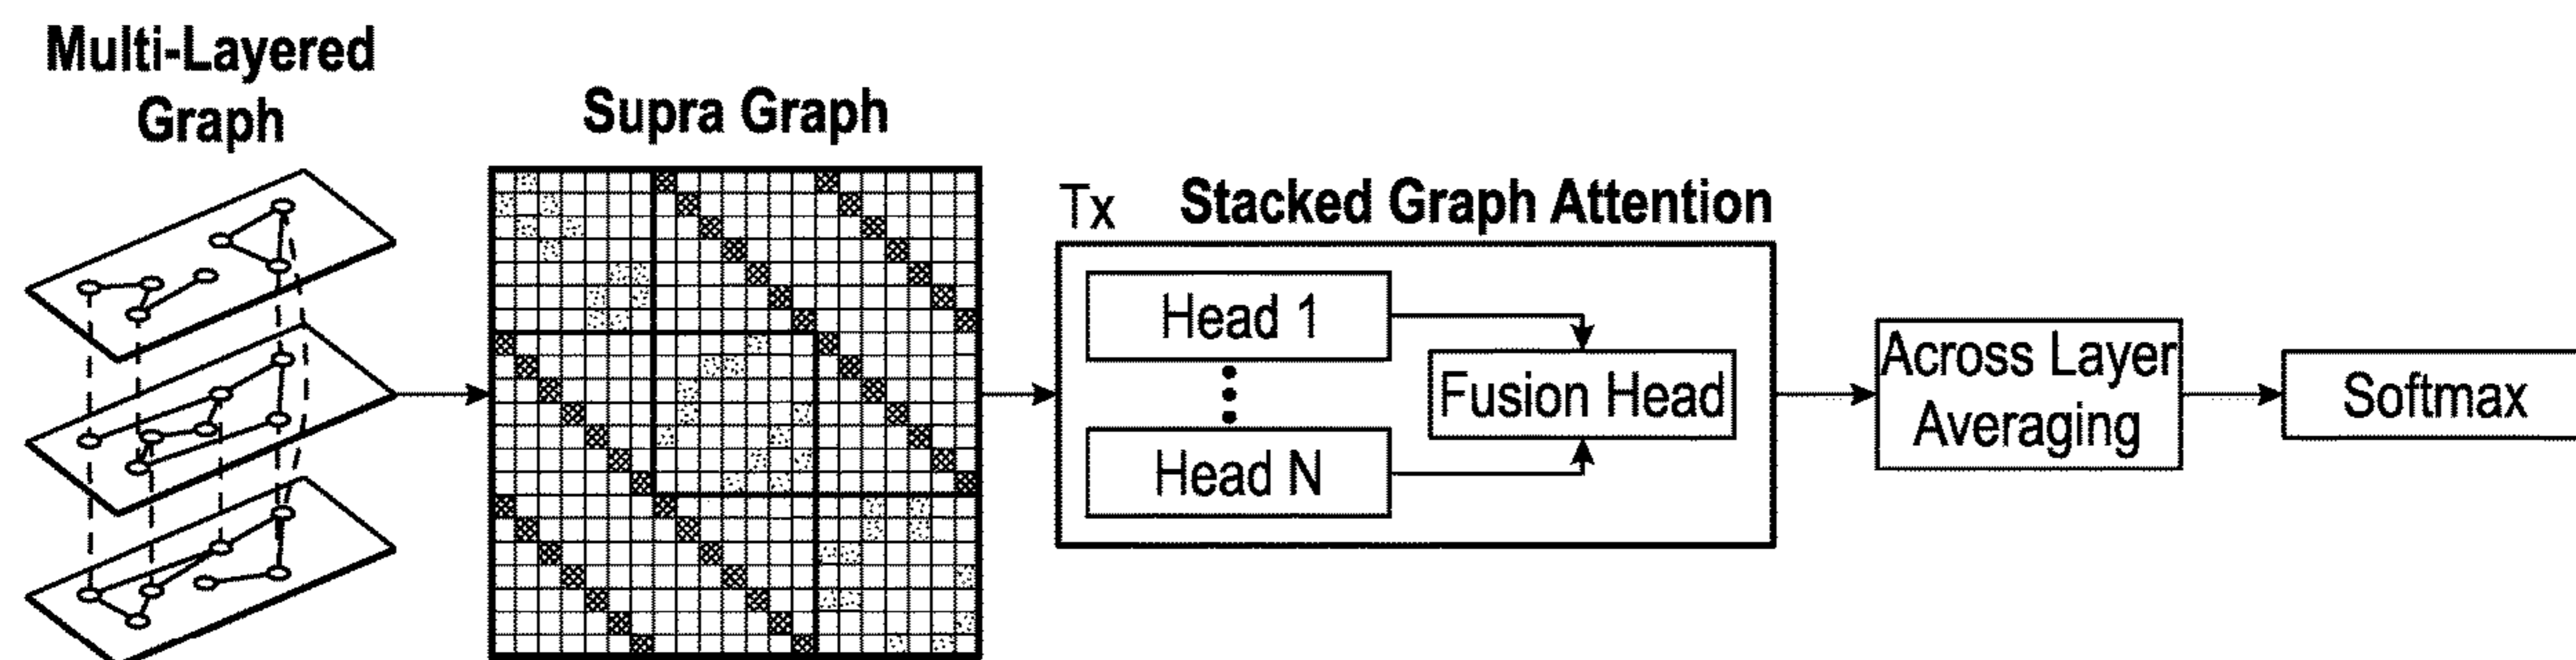 Multi-Layered
Graph
Supra Graph
Tx
Stacked Graph Attention
Head 1
Fusion Head
Head N
Across Layer
Averaging
Softmax